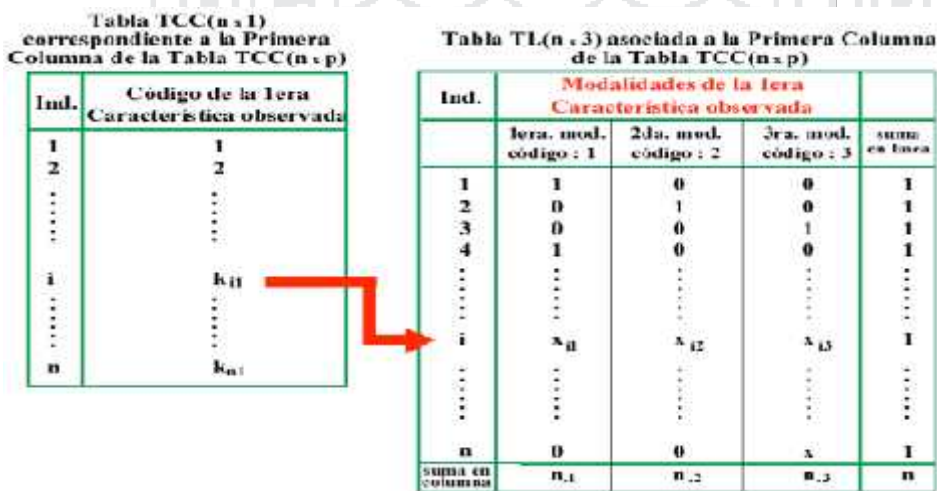 Tabla TCC(n x 1)
correspondiente a la Primera
Columna de la Tabla TCC(n x p)
Ind. Código de la 1era
Característica observada
1 1
2 2
i k i1
n k n1
Tabla TL(n x 3) asociada a la Primera Columna
de la Tabla TCC(n x p)
Ind. Modalidades de la 1era
Característica observada
1era. mod. 2da. mod. 3ra. mod. suma
código : 1 código : 2 código : 3 en linea
1 1 0 0 1
2 0 1 0 1
3 0 0 1 1
4 1 0 0 1
i x i1 x i2 x i3 1
n 0 0 x 1
suma en
columna n.1 n.2 n.3 n